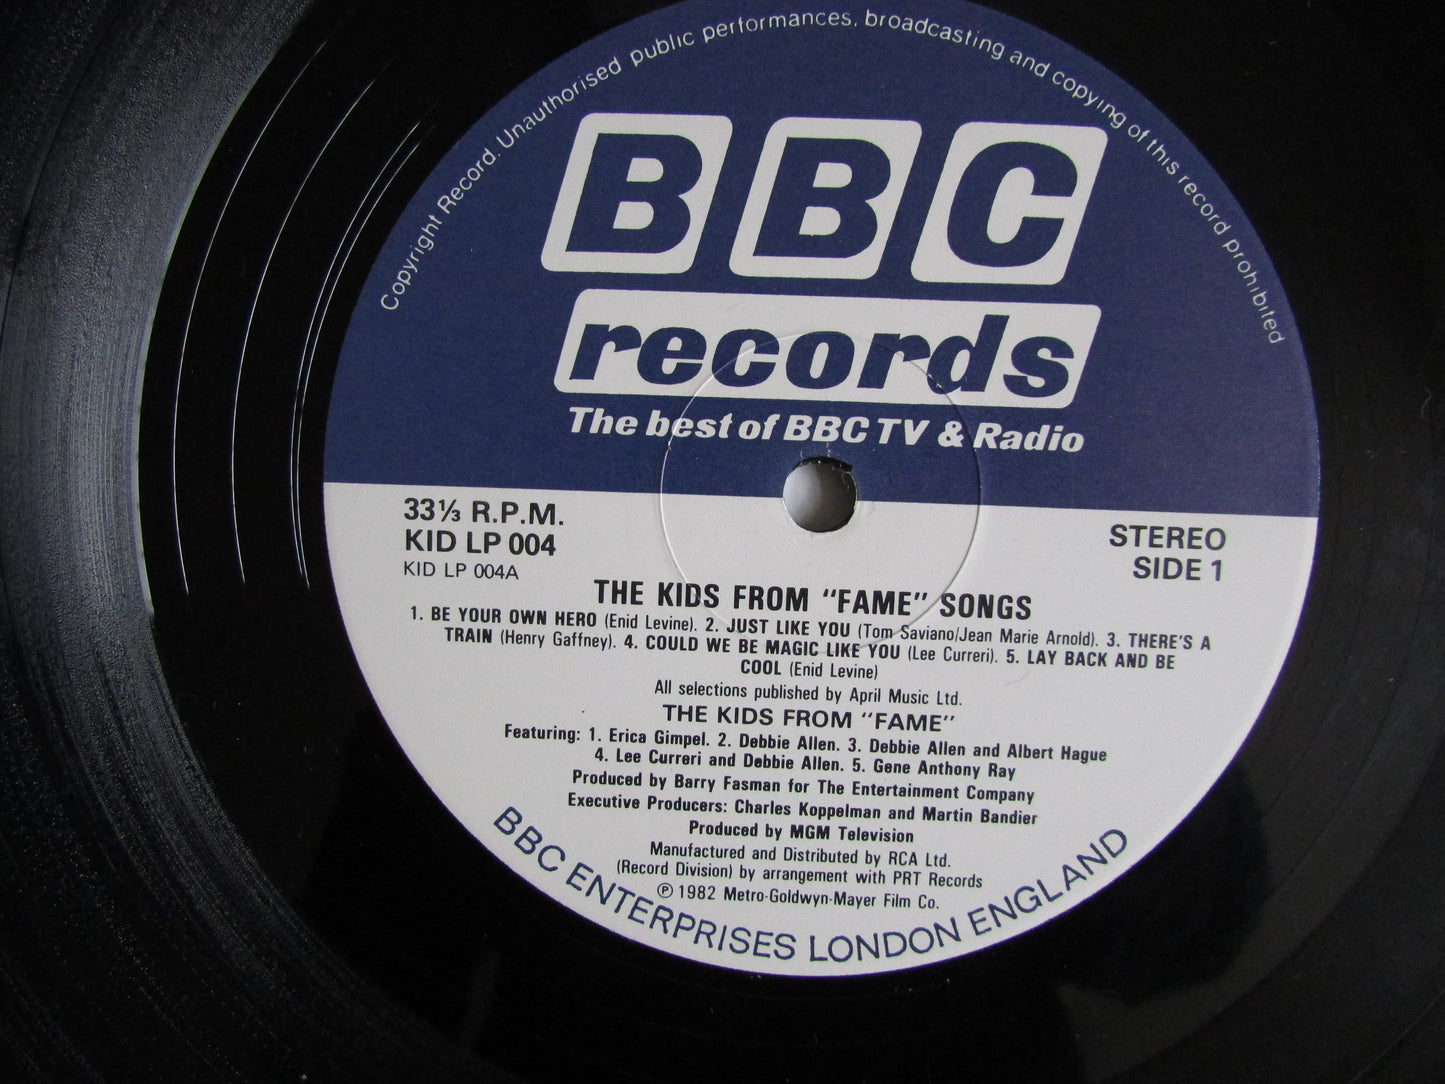 Copyright Record. Unauthorised public performances, broadcasting and copying of this record prohibited
BBC
records
The best of BBC TV & Radio
33⅓ R.P.M.
KID LP 004
KID LP 004A
STEREO
SIDE 1
THE KIDS FROM "FAME" SONGS
1. BE YOUR OWN HERO (Enid Levine). 2. JUST LIKE YOU (Tom Saviano/Jean Marie Arnold). 3. THERE'S A
TRAIN (Henry Gaffney). 4. COULD WE BE MAGIC LIKE YOU (Lee Curreri). 5. LAY BACK AND BE
COOL (Enid Levine)
All selections published by April Music Ltd.
THE KIDS FROM "FAME"
Featuring: 1. Erica Gimpel. 2. Debbie Allen. 3. Debbie Allen and Albert Hague
4. Lee Curreri and Debbie Allen. 5. Gene Anthony Ray
Produced by Barry Fasman for The Entertainment Company
Executive Producers: Charles Koppelman and Martin Bandier
Produced by MGM Television
Manufactured and Distributed by RCA Ltd.
(Record Division) by arrangement with PRT Records
℗ 1982 Metro-Goldwyn-Mayer Film Co.
BBC ENTERPRISES LONDON ENGLAND